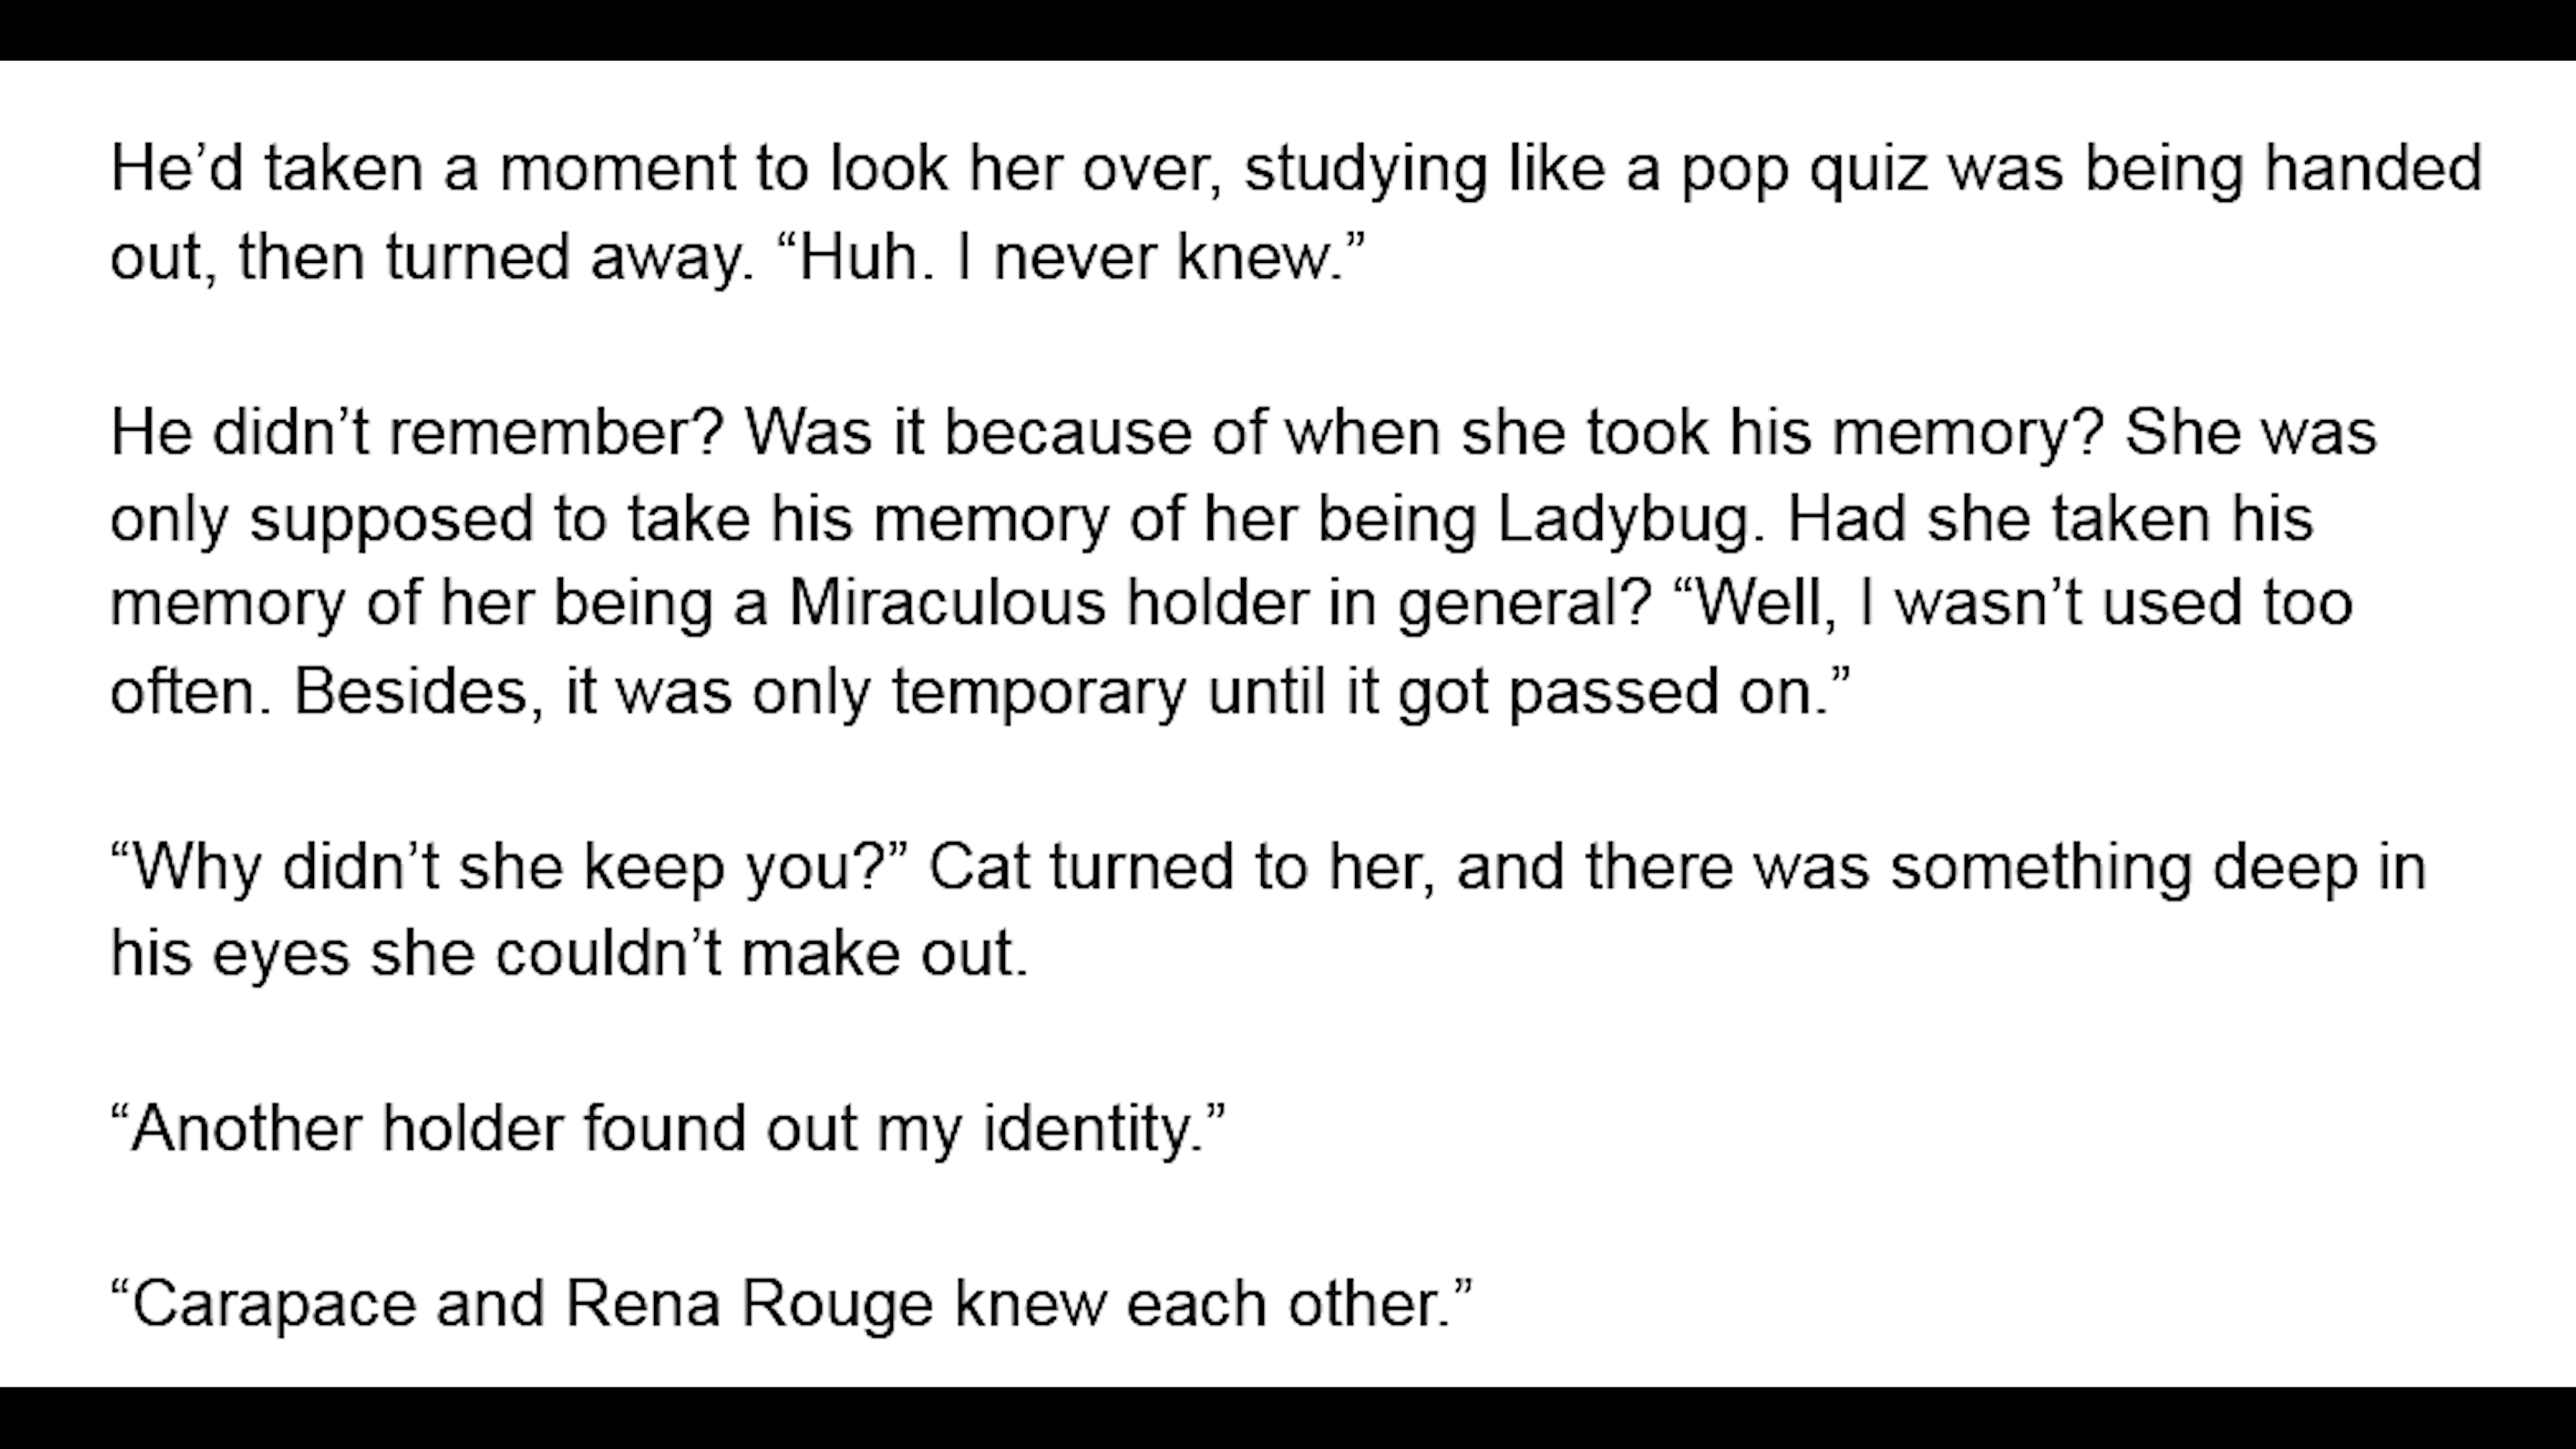 He’d taken a moment to look her over, studying like a pop quiz was being handed
out, then turned away. “Huh. I never knew.”
He didn’t remember? Was it because of when she took his memory? She was
only supposed to take his memory of her being Ladybug. Had she taken his
memory of her being a Miraculous holder in general? “Well, I wasn’t used too
often. Besides, it was only temporary until it got passed on.”
“Why didn’t she keep you?” Cat turned to her, and there was something deep in
his eyes she couldn’t make out.
“Another holder found out my identity.”
“Carapace and Rena Rouge knew each other.”